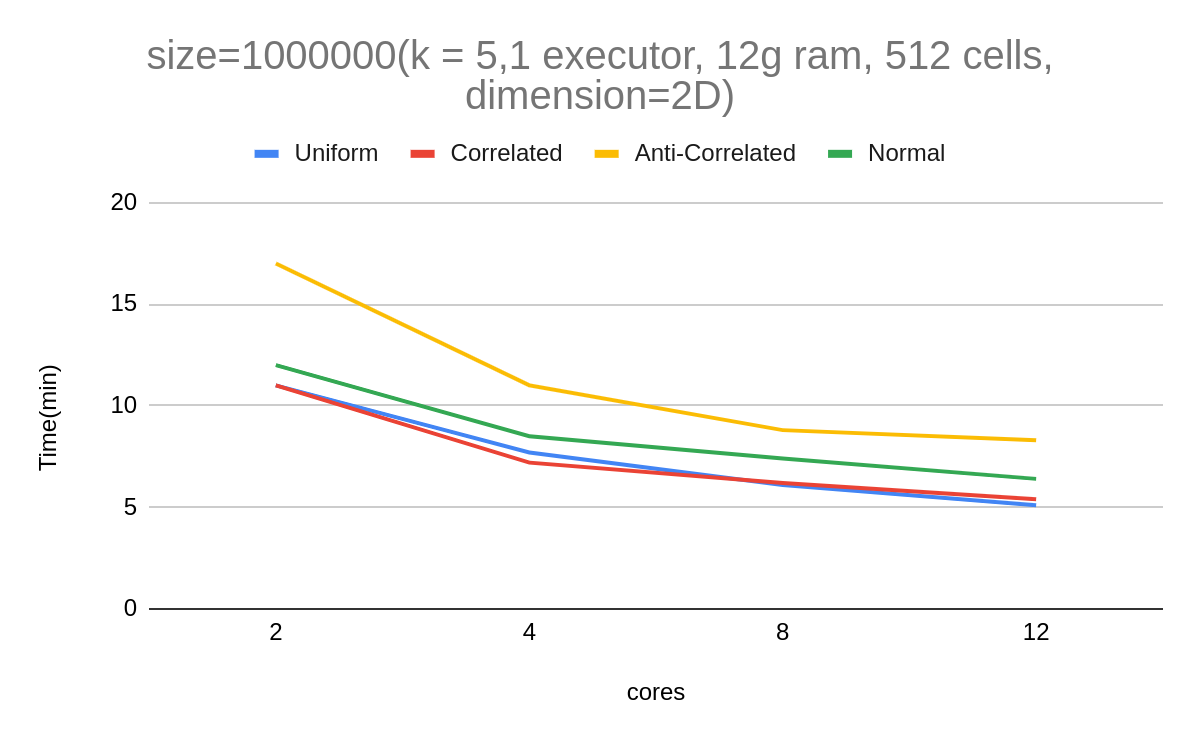 size=1000000(k = 5,1 executor, 12g ram, 512 cells,
dimension=2D)
Uniform Correlated Anti-Correlated Normal
20
15
10
5
0
Time(min)
2 4 8 12
cores